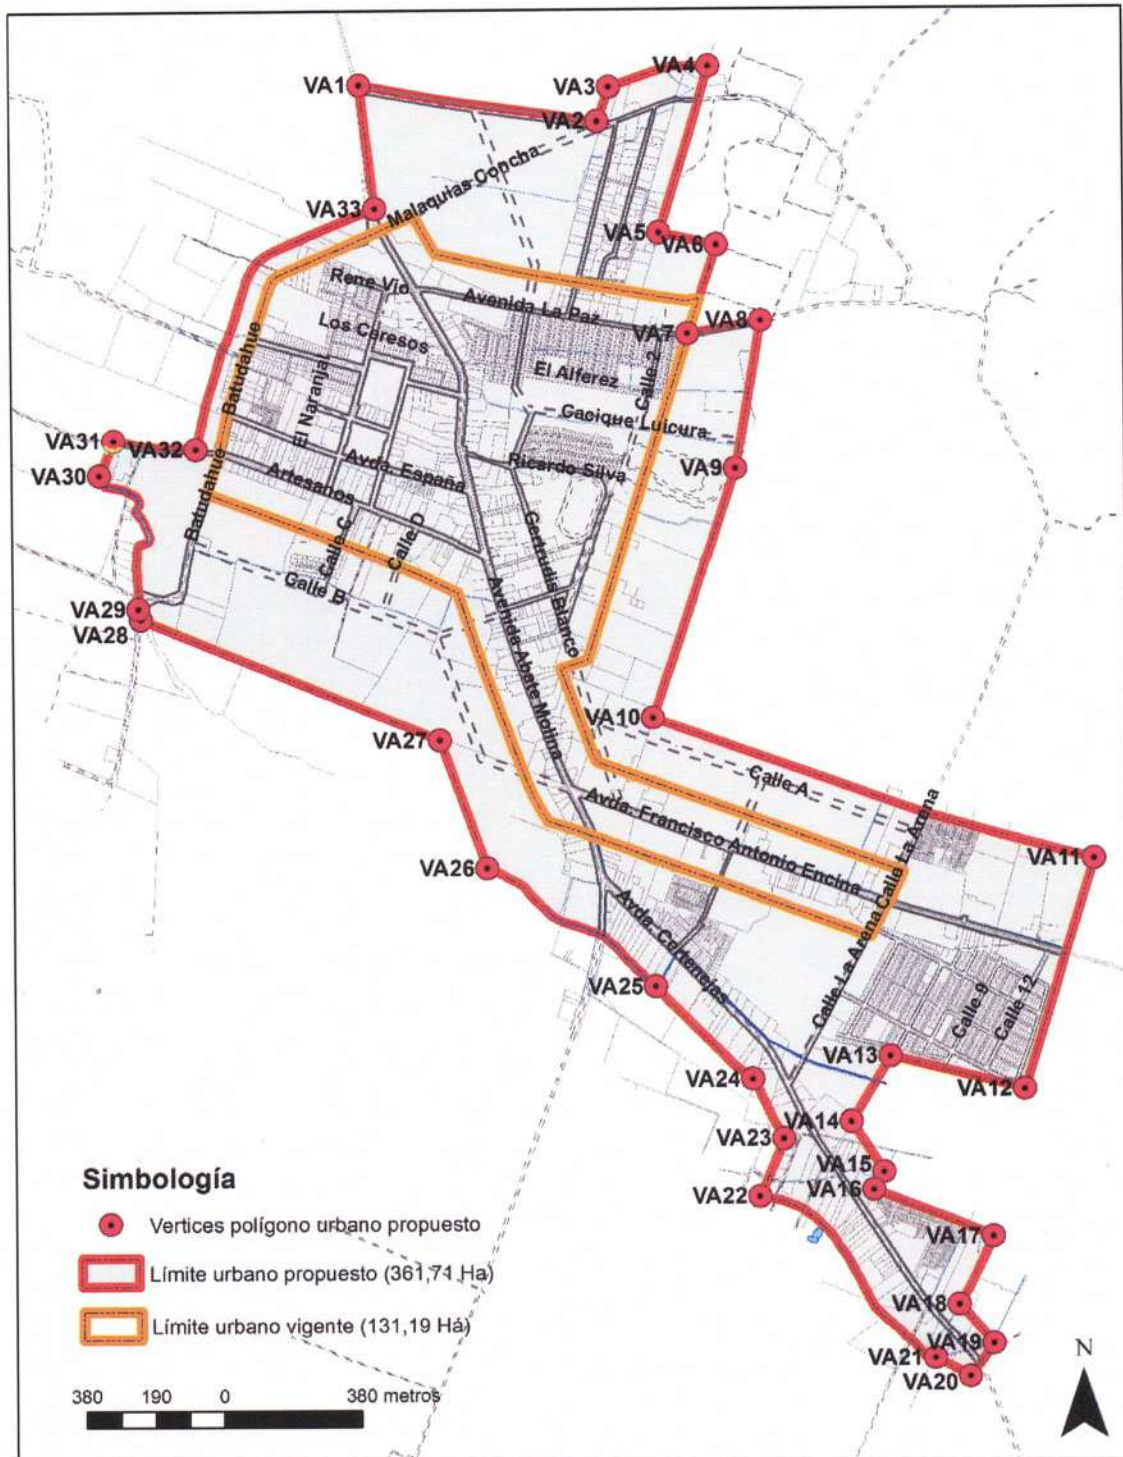 VA4
VA1
VA3
VA2
Malaquias Concha
VA33
VA5
VA6
Rene Vio
Avenida La Paz
VA8
VA7
Los Caresos
El Alferez
Calle 2
Batudahue
El Naranjal
Cacique Luicura
VA31
VA32
VA30
Avda. España
Ricardo Silva
VA9
Artesanos
Batudahue
Calle C
Calle D
Gertrudis Blanco
Calle B
Avenida Abate Molina
VA29
VA28
VA10
VA27
Calle A
Avda. Francisco Antonio Encina
Calle La Arena
VA11
VA26
Avda. Certenejas
Calle La Arena
VA25
Calle 9
Calle 12
VA13
VA24
VA12
VA14
VA23
VA15
VA16
VA22
VA17
VA18
VA19
VA21
VA20
Simbología
Vertices polígono urbano propuesto
Límite urbano propuesto (361,71 Ha)
Límite urbano vigente (131,19 Há)
380 190 0 380 metros
N